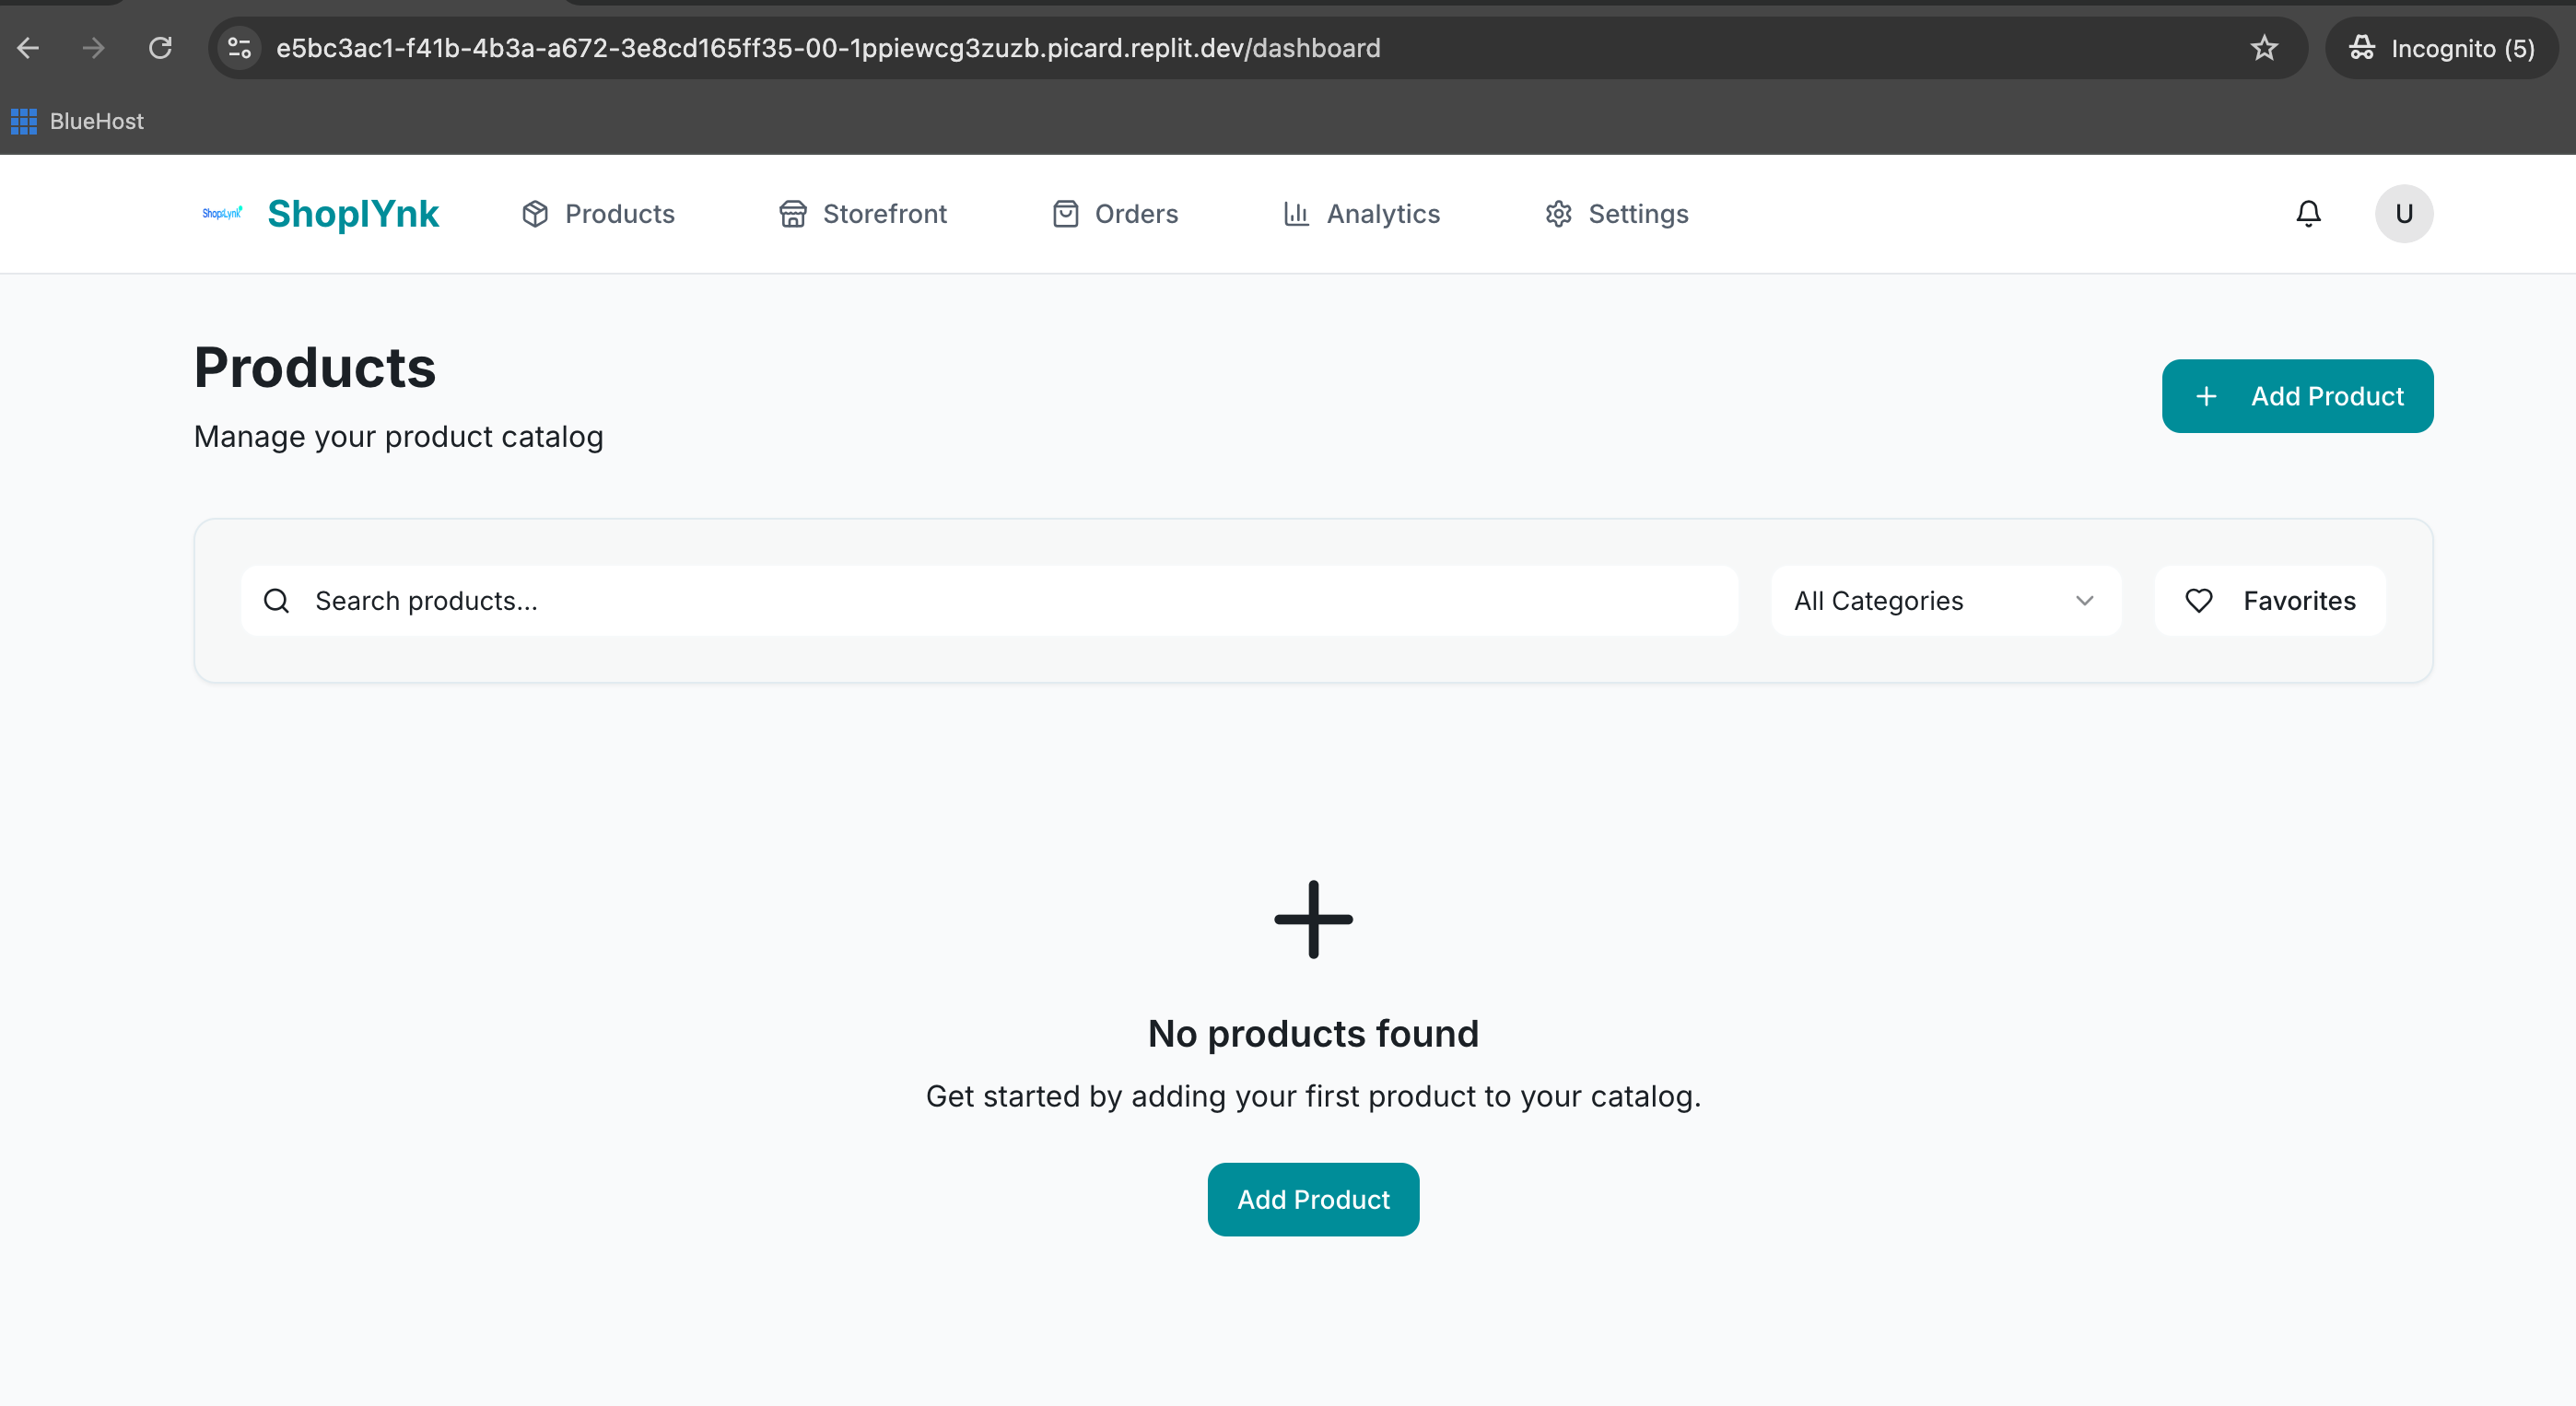 e5bc3ac1-f41b-4b3a-a672-3e8cd165ff35-00-1ppiewcg3zuzb.picard.replit.dev/dashboard
Incognito (5)
BlueHost
ShoplLynk
ShoplYnk
Products
Storefront
Orders
Analytics
Settings
U
Products
Manage your product catalog
Add Product
Search products...
All Categories
Favorites
No products found
Get started by adding your first product to your catalog.
Add Product